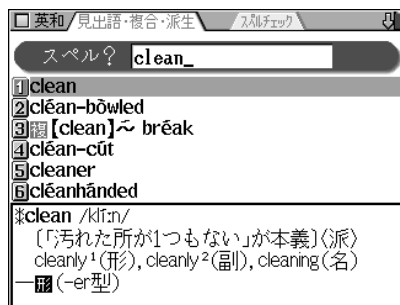 英和 見出語・複合・派生 スペルチェック
スペル? clean_
1 clean
2 cléan-bòwled
3 複【clean】~ bréak
4 cléan-cút
5 cleaner
6 cléanhánded
*clean /klíːn/
〔「汚れた所が1つもない」が本義〕〈派〉
cleanly¹(形), cleanly²(副), cleaning(名)
—形(-er型)